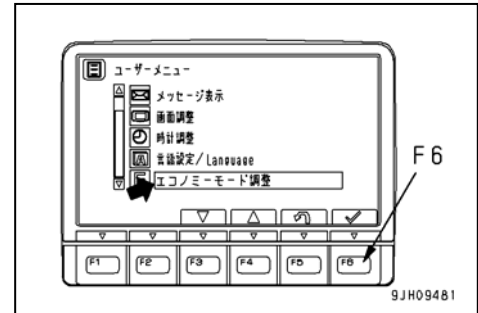 ユーザーメニュー
メッセージ表示
画面調整
時計調整
言語設定/Language
エコノミーモード調整
F6
F1 F2 F3 F4 F5 F6
9JH09481